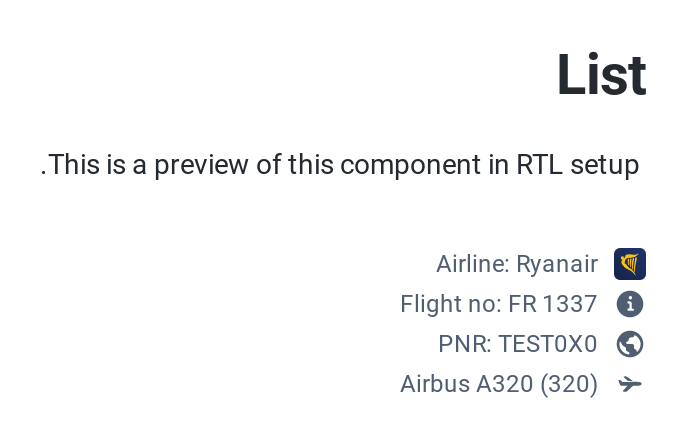 List
.This is a preview of this component in RTL setup
Airline: Ryanair
Flight no: FR 1337
PNR: TEST0X0
Airbus A320 (320)